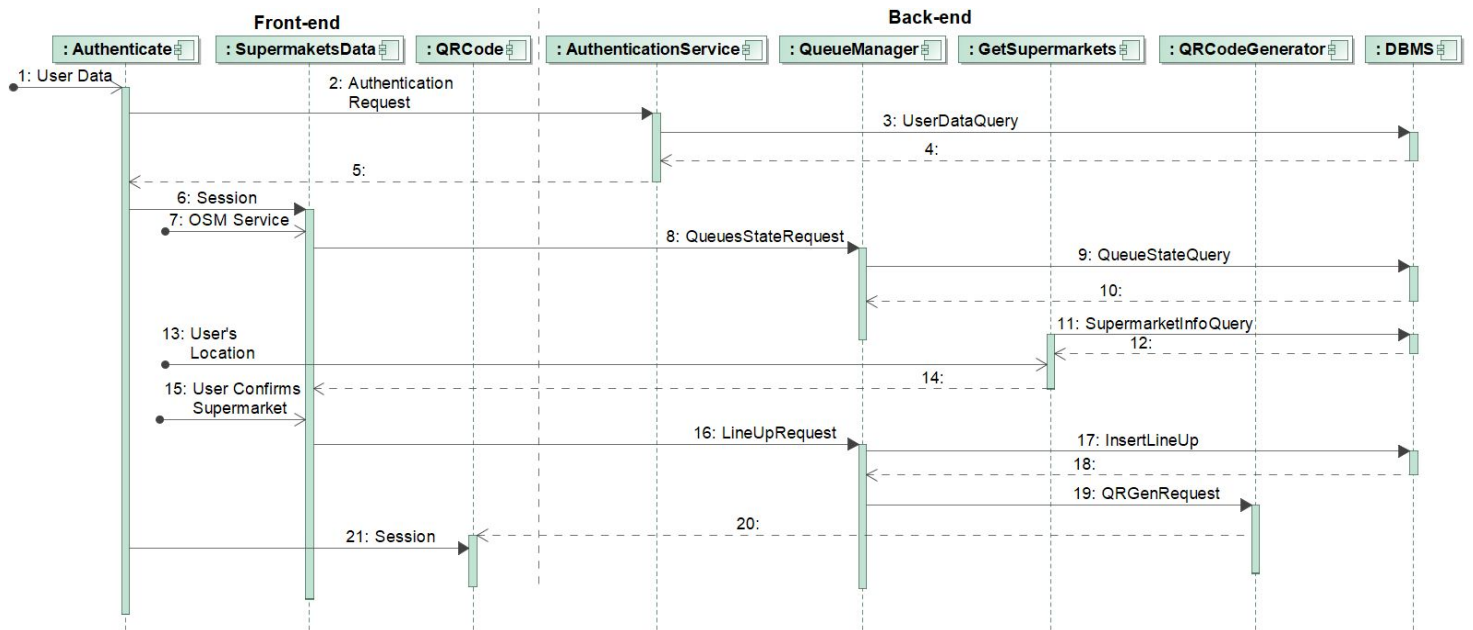 Front-end
Back-end
: Authenticate
: SupermaketsData
: QRCode
: AuthenticationService
: QueueManager
: GetSupermarkets
: QRCodeGenerator
: DBMS
1: User Data
2: Authentication
Request
3: UserDataQuery
4:
5:
6: Session
7: OSM Service
8: QueuesStateRequest
9: QueueStateQuery
10:
11: SupermarketInfoQuery
12:
13: User's
Location
14:
15: User Confirms
Supermarket
16: LineUpRequest
17: InsertLineUp
18:
19: QRGenRequest
20:
21: Session